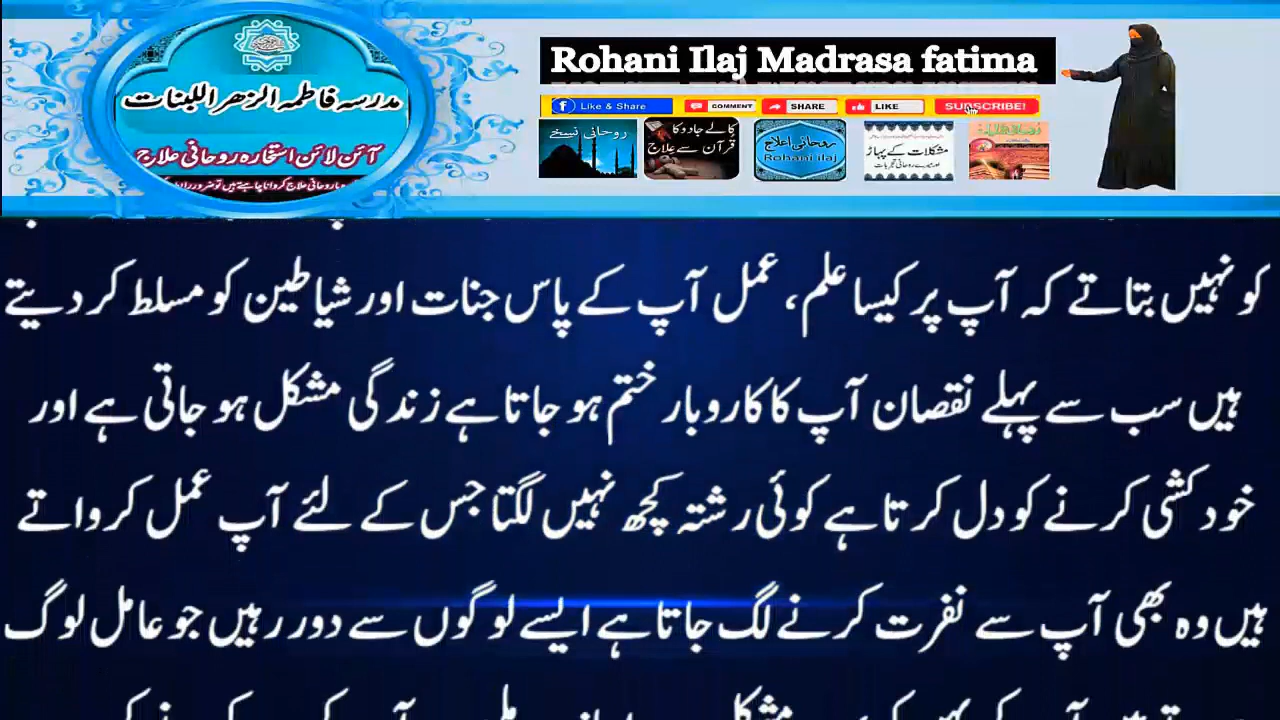 مدرسہ فاطمہ الزھرا للبنات
آئن لائن استخارہ روحانی علاج
Rohani Ilaj Madrasa fatima
Like & Share
COMMENT
SHARE
LIKE
SUBSCRIBE!
روحانی نسخ
کالے جادو کا
قرآن سے علاج
روحانی علاج
Rohani ilaj
مشکلات کے پہاڑ
کو نہیں بتاتے کہ آپ پر کیسا علم، عمل آپ کے پاس جنات اور شیاطین کو مسلط کر دیتے
ہیں سب سے پہلے نقصان آپ کا کاروبار ختم ہو جاتا ہے زندگی مشکل ہو جاتی ہے اور
خود کشی کرنے کو دل کرتا ہے کوئی رشتہ کچھ نہیں لگتا جس کے لئے آپ عمل کرواتے
ہیں وہ بھی آپ سے نفرت کرنے لگ جاتا ہے ایسے لوگوں سے دور رہیں جو عامل لوگ